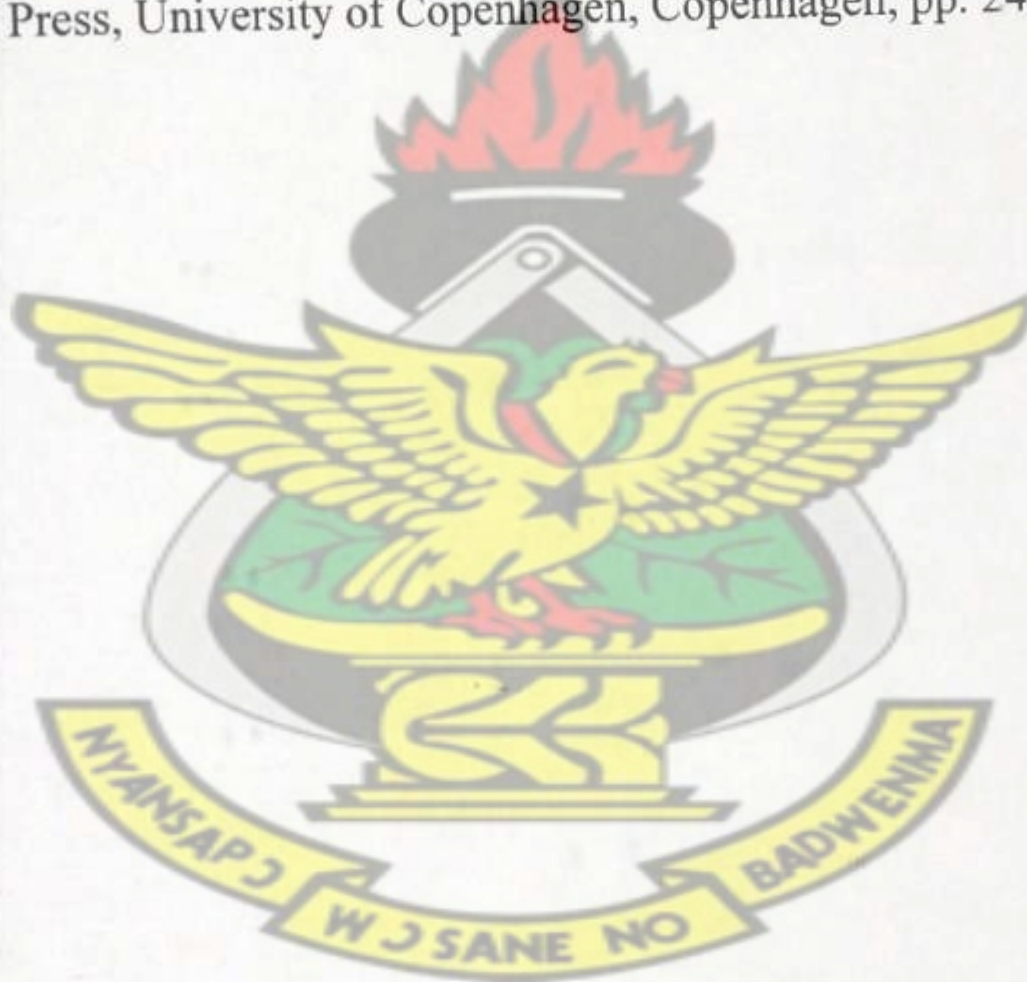 Press, University of Copenhagen, Copenhagen, pp. 24
NYANSAPƆ
WƆSANE NO
BADWENMA